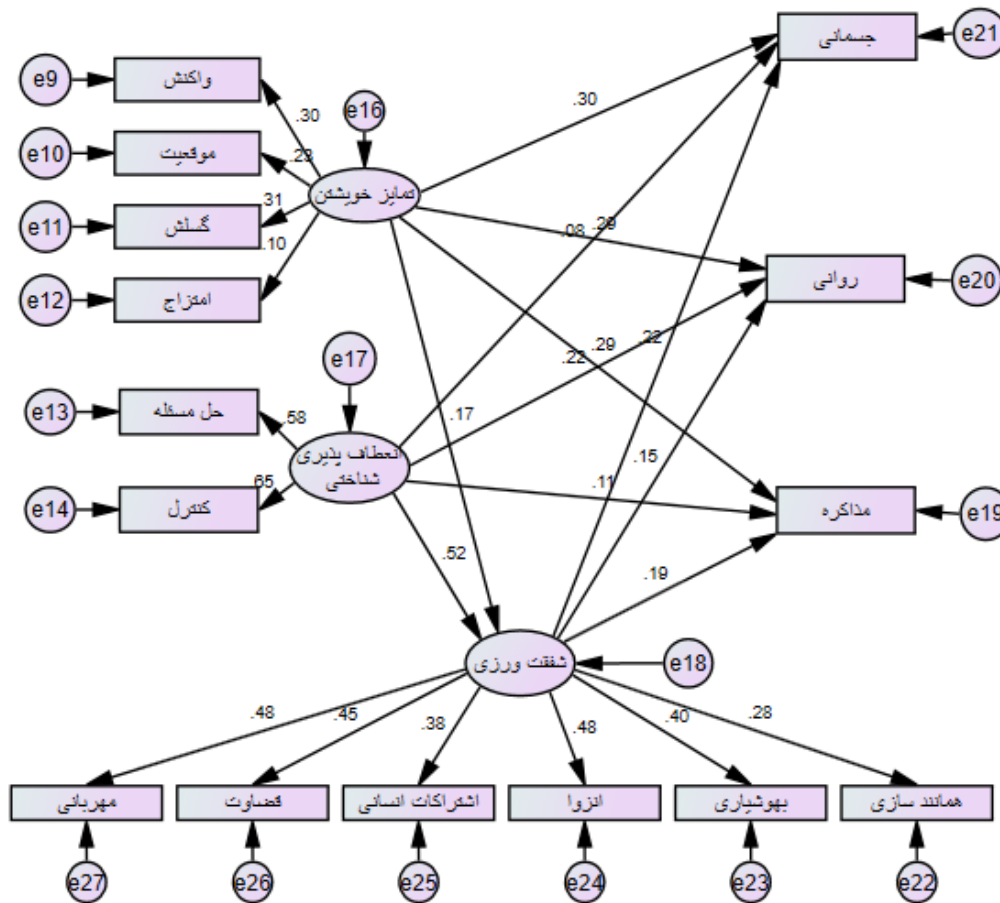 جسمانی
e21
e9
واکنش
e16
.30
.30
e10
موقعیت
.23
تمایز خویشتن
e11
گسلش
.31
.08
.29
e12
امتزاج
.10
روانی
e20
e17
.22
.29
.22
e13
حل مسئله
.58
.17
انعطاف پذیری
شناختی
.15
e14
کنترل
.65
.11
مذاکره
e19
.52
.19
شفقت ورزی
e18
.48
.45
.38
.48
.40
.28
مهربانی
قضاوت
اشتراکات انسانی
انزوا
بهوشیاری
همانند سازی
e27
e26
e25
e24
e23
e22